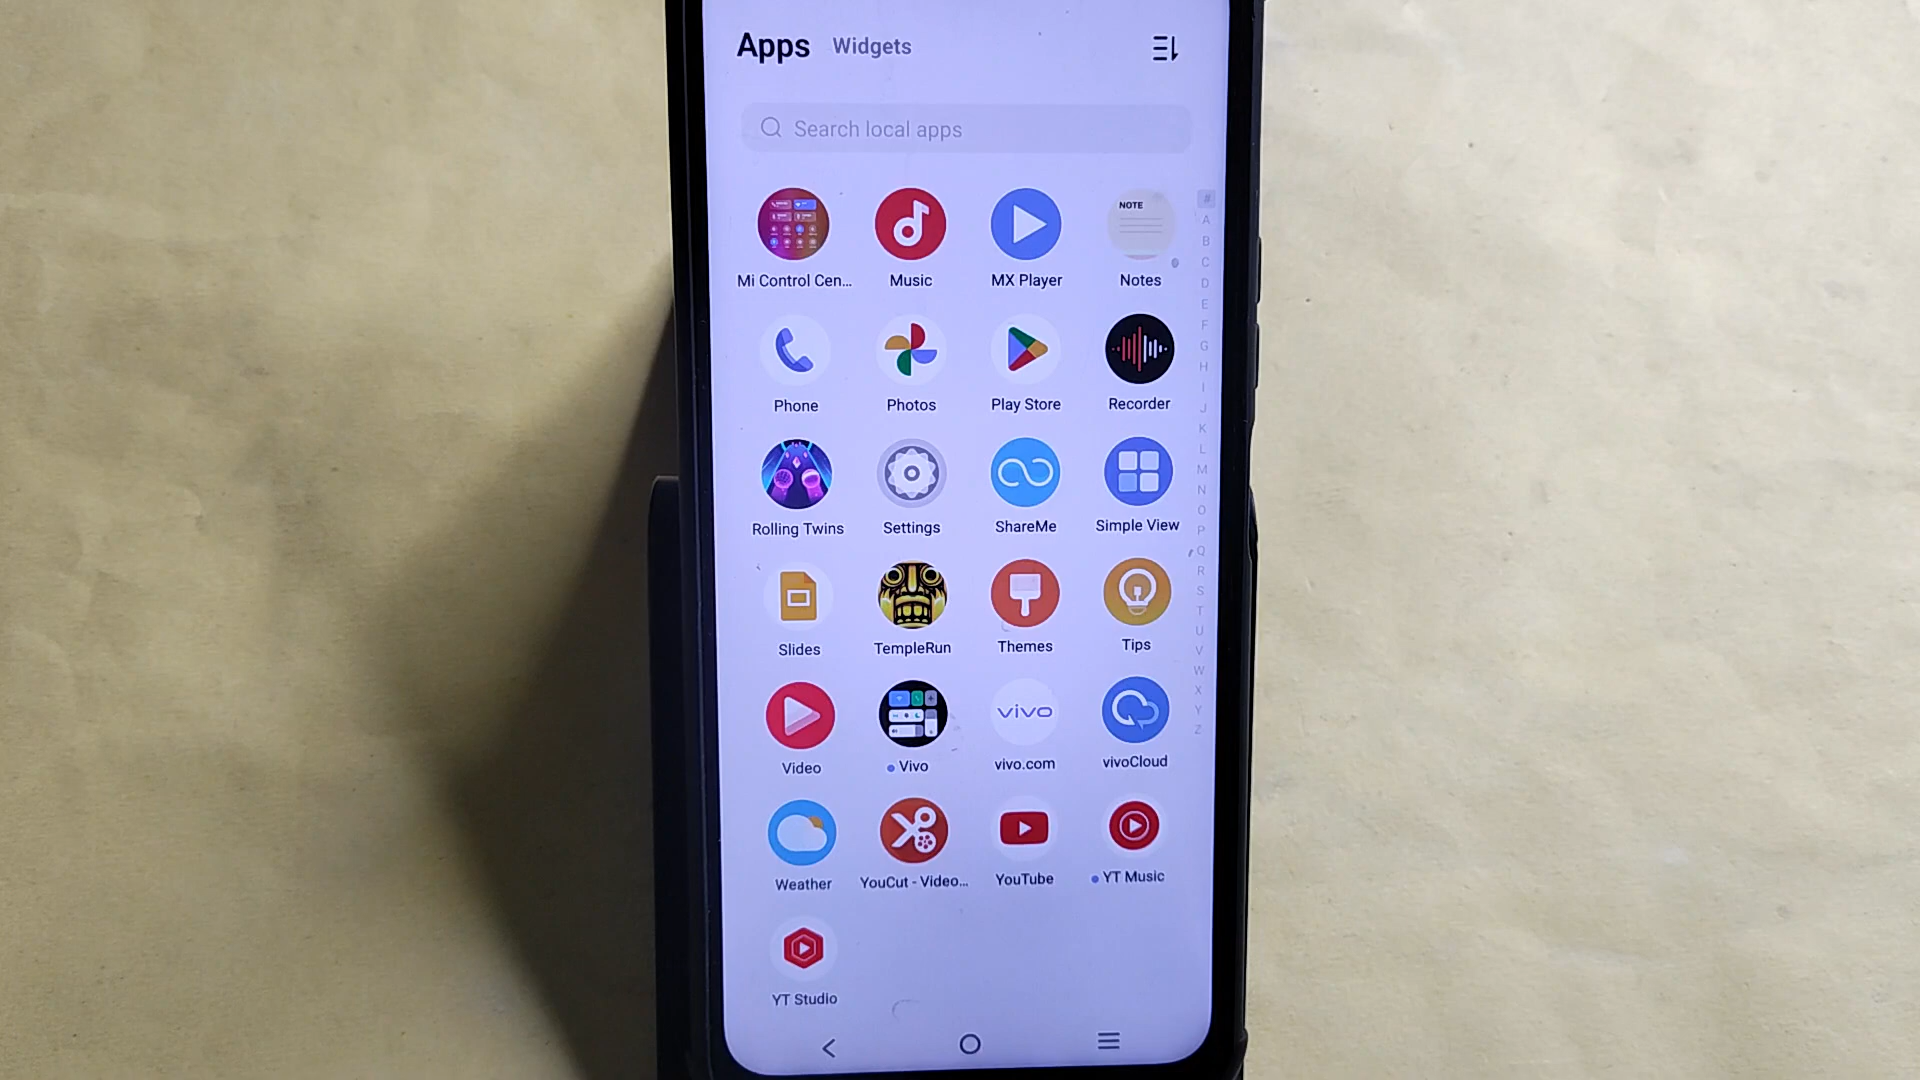 Apps Widgets
Search local apps
NOTE
Mi Control Cen... Music MX Player Notes
Phone Photos Play Store Recorder
Rolling Twins Settings ShareMe Simple View
Slides TempleRun Themes Tips
vivo
Video Vivo vivo.com vivoCloud
Weather YouCut - Video... YouTube YT Music
YT Studio
#
A
B
C
D
E
F
G
H
I
J
K
L
M
N
O
P
Q
R
S
T
U
V
W
X
Y
Z